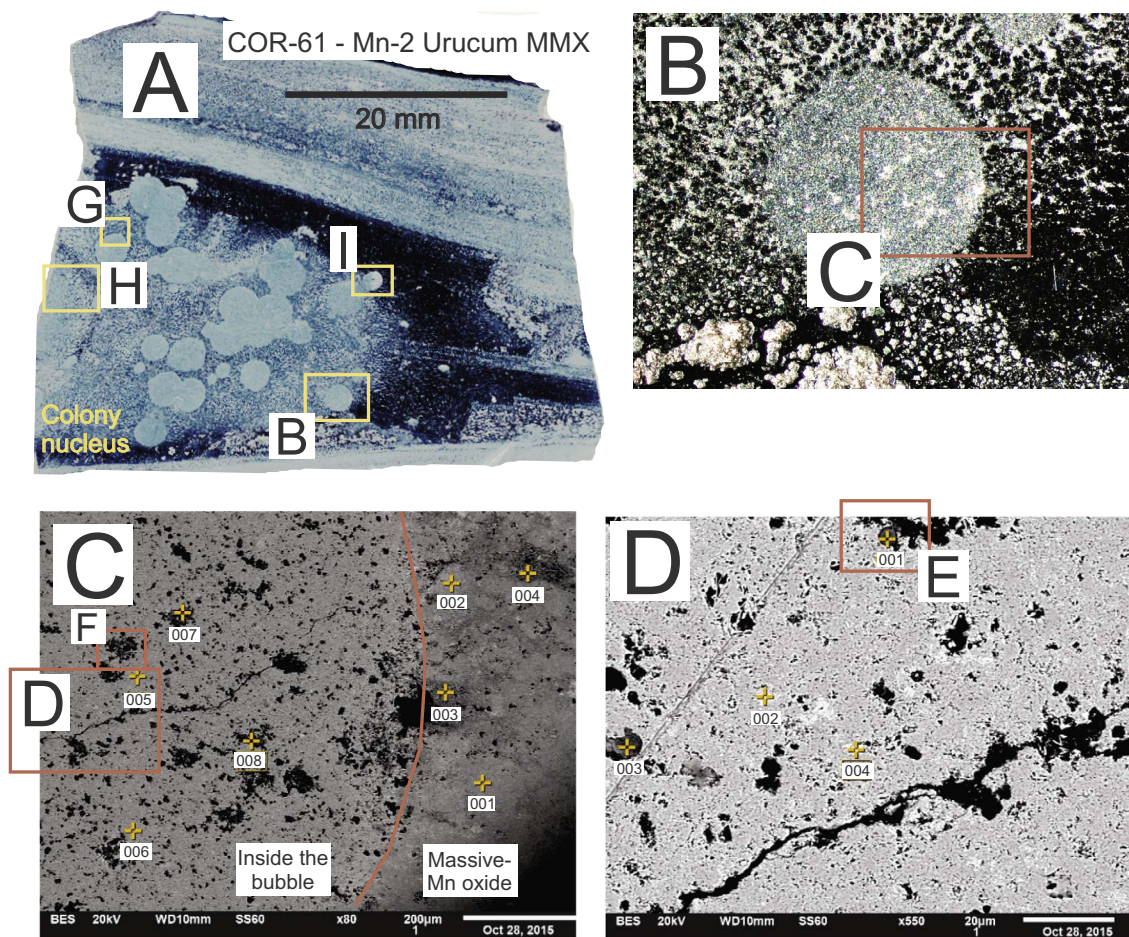 COR-61 - Mn-2 Urucum MMX
A
20 mm
G
H
I
Colony
nucleus
B
B
C
C
002
004
007
F
005
D
003
008
001
006
Inside the
bubble
Massive-
Mn oxide
BES 20kV WD10mm SS60 x80 200µm
1 Oct 28, 2015
D
001
E
002
003
004
BES 20kV WD10mm SS60 x550 20µm
1 Oct 28, 2015